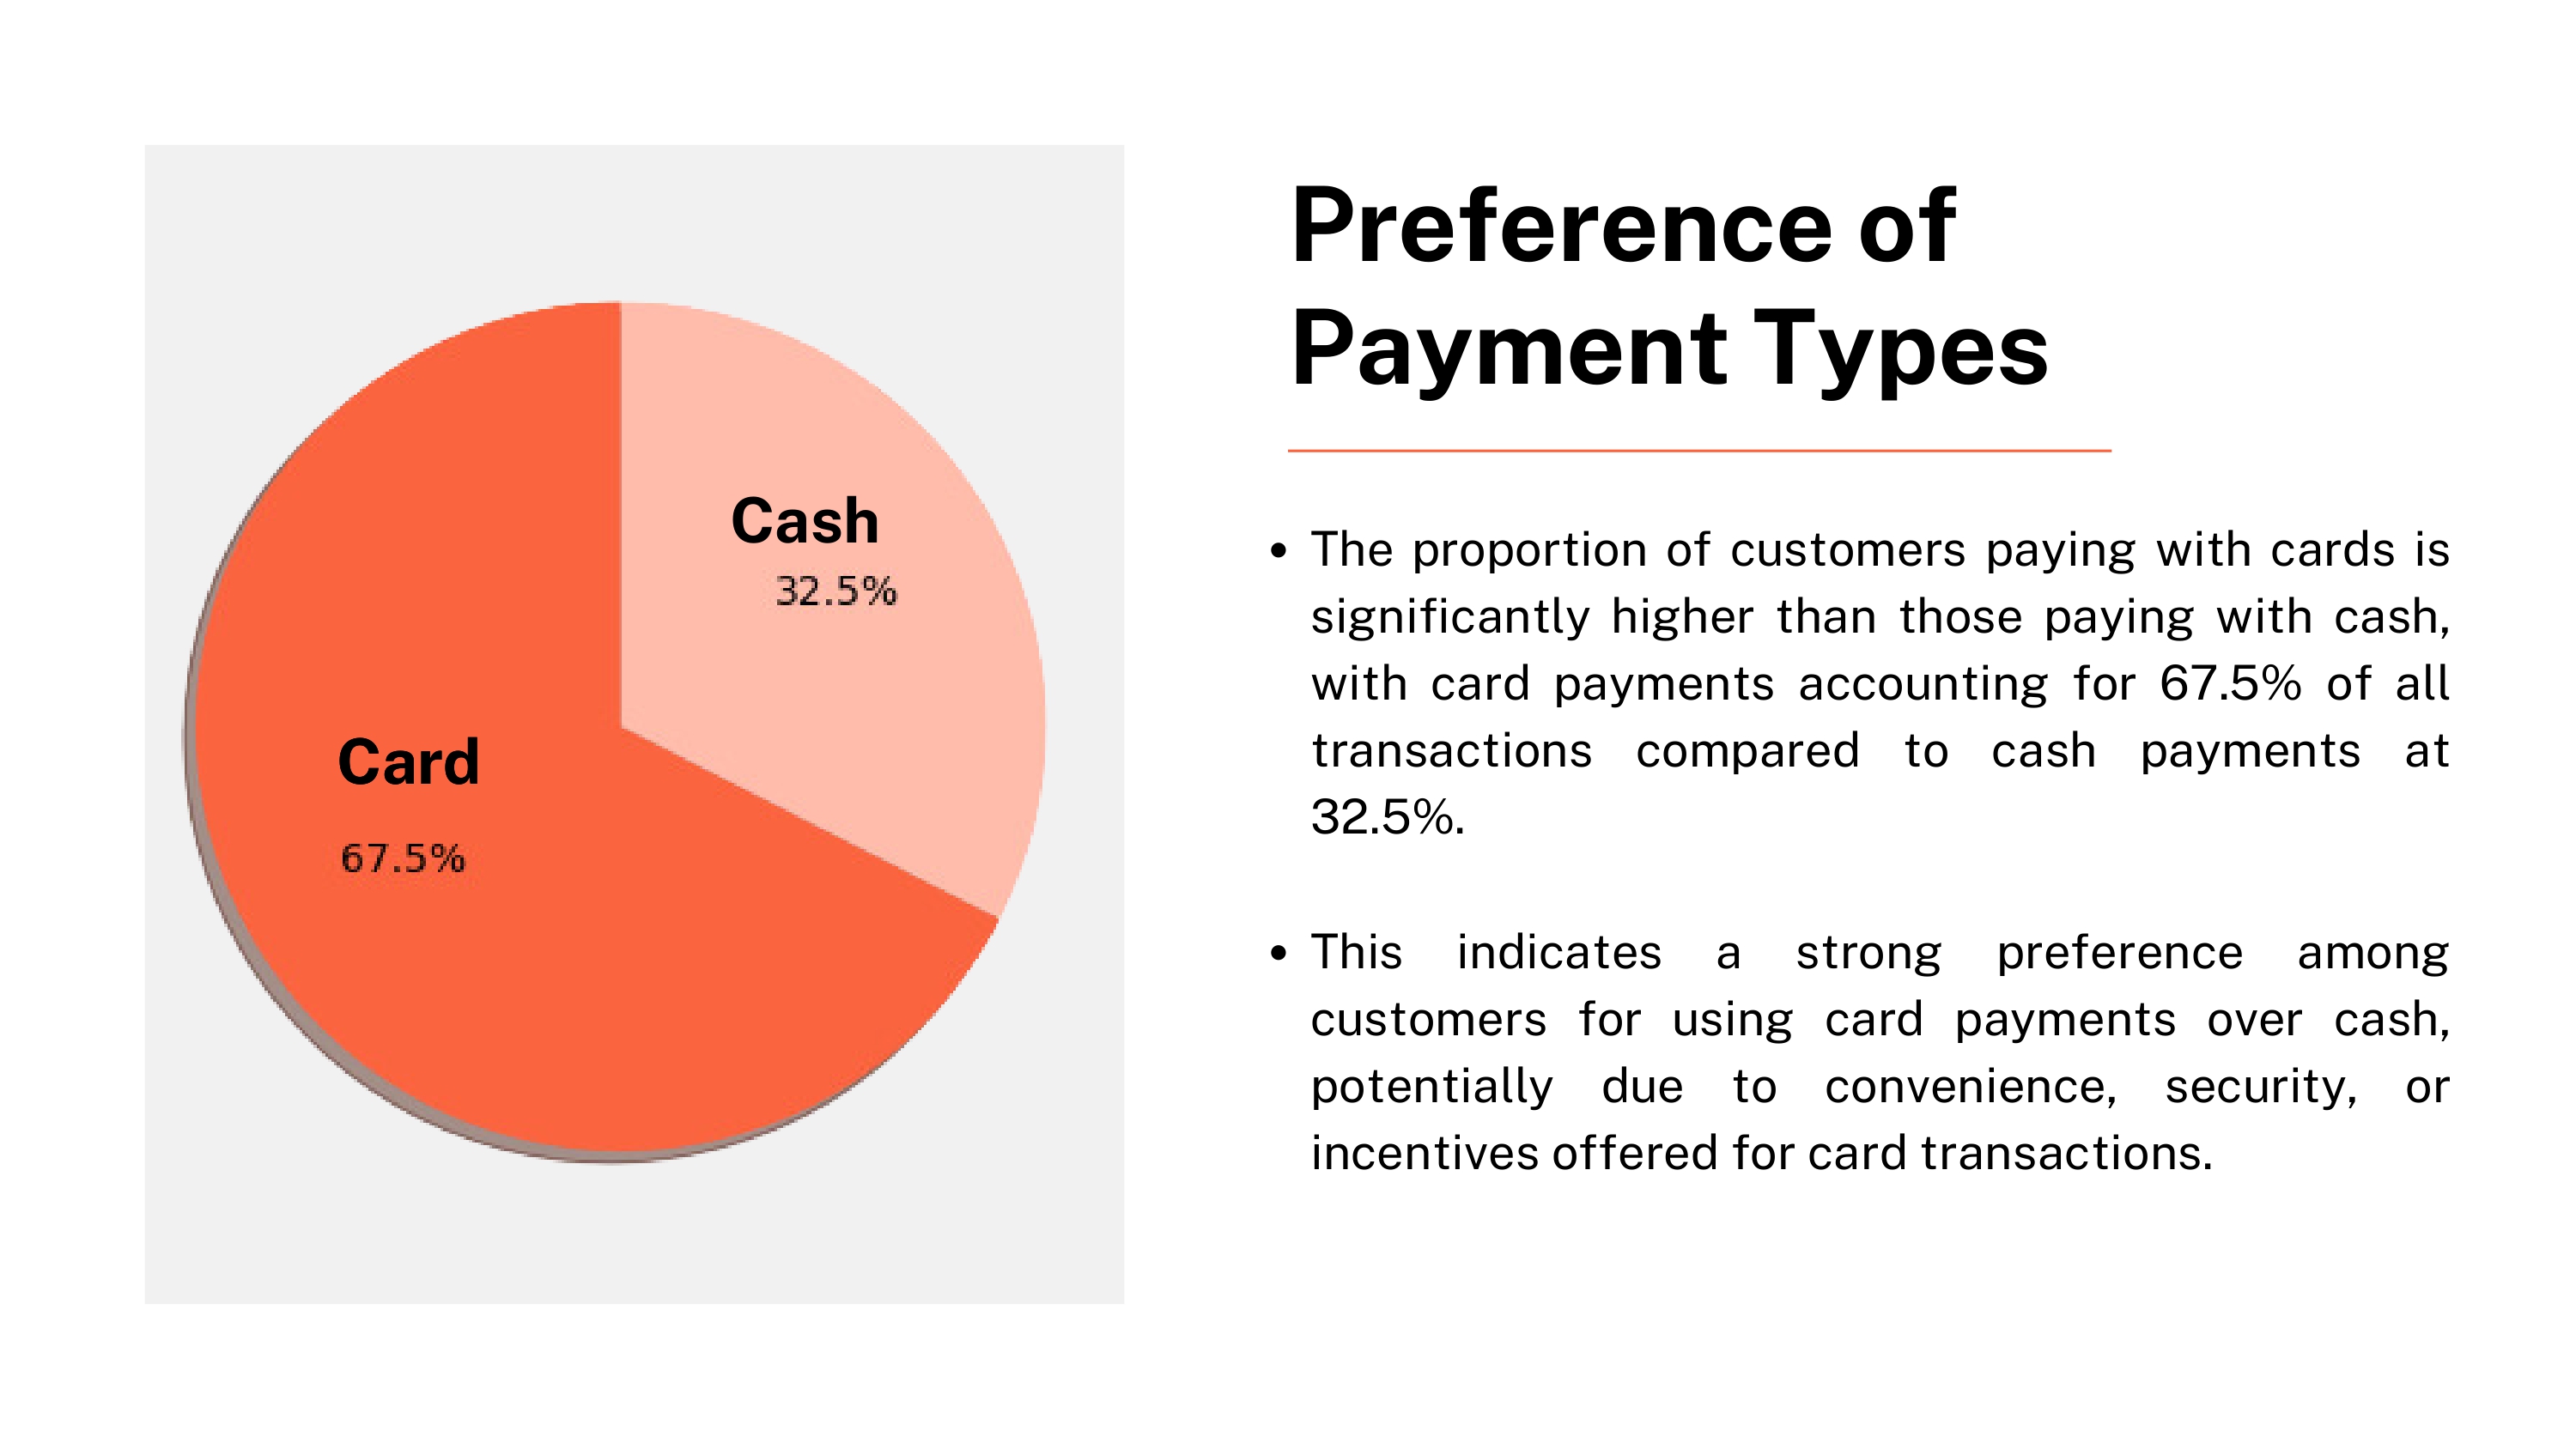 Preference of
Payment Types
Cash
32.5%
Card
67.5%
• The proportion of customers paying with cards is
significantly higher than those paying with cash,
with card payments accounting for 67.5% of all
transactions compared to cash payments at
32.5%.
• This indicates a strong preference among
customers for using card payments over cash,
potentially due to convenience, security, or
incentives offered for card transactions.